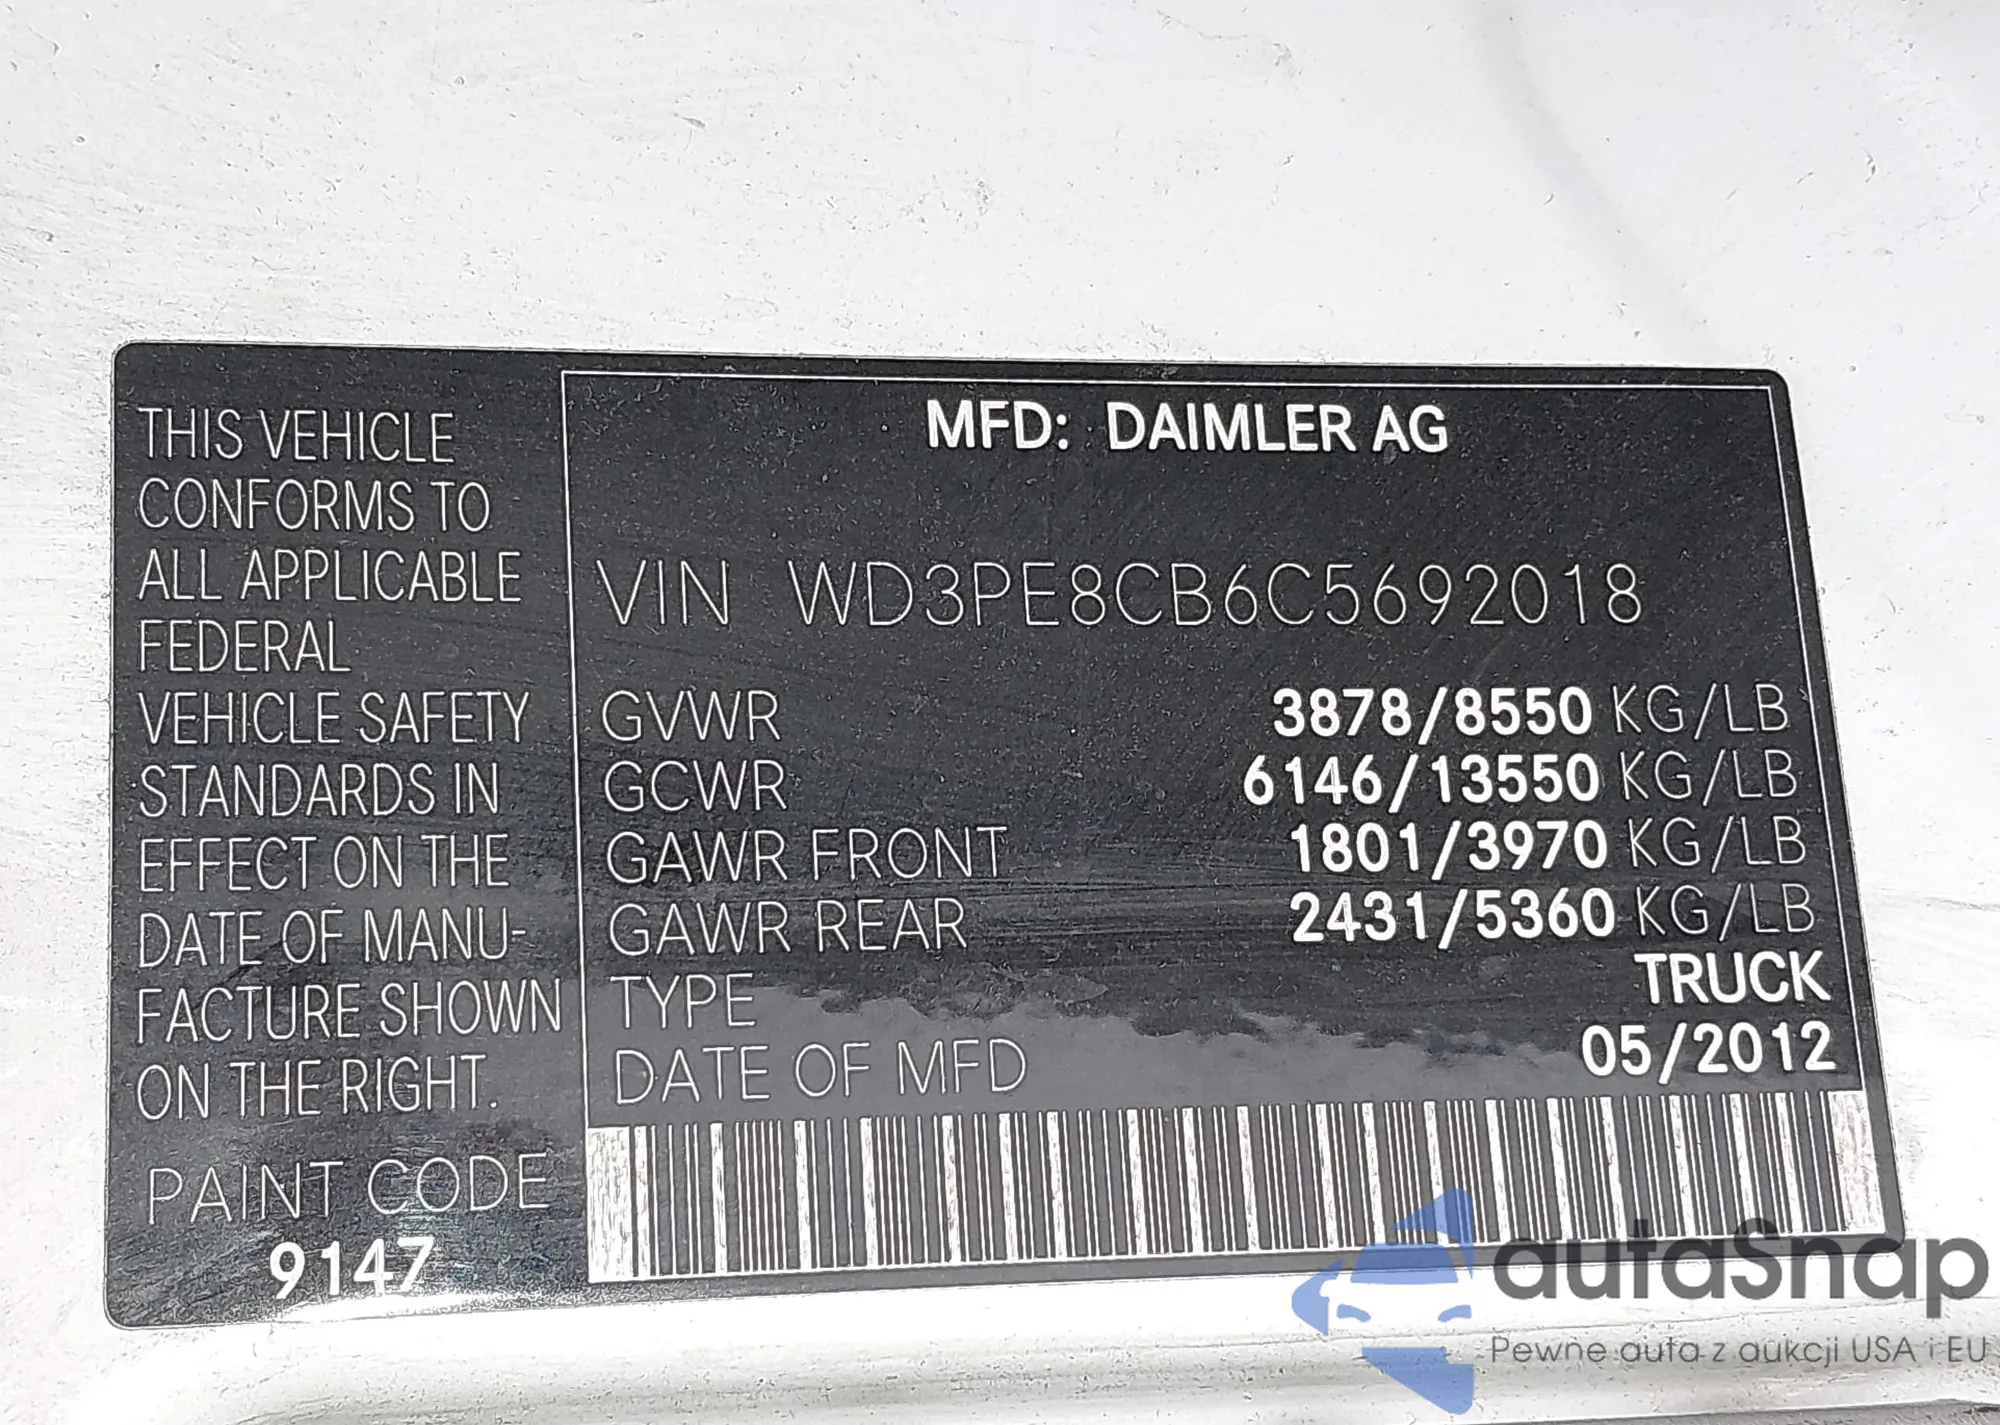 THIS VEHICLE
CONFORMS TO
ALL APPLICABLE
FEDERAL
VEHICLE SAFETY
STANDARDS IN
EFFECT ON THE
DATE OF MANU-
FACTURE SHOWN
ON THE RIGHT.
PAINT CODE
9147
MFD: DAIMLER AG
VIN WD3PE8CB6C5692018
GVWR 3878/8550 KG/LB
GCWR 6146/13550 KG/LB
GAWR FRONT 1801/3970 KG/LB
GAWR REAR 2431/5360 KG/LB
TYPE TRUCK
DATE OF MFD 05/2012
autaSnap
Pewne auta z aukcji USA i EU